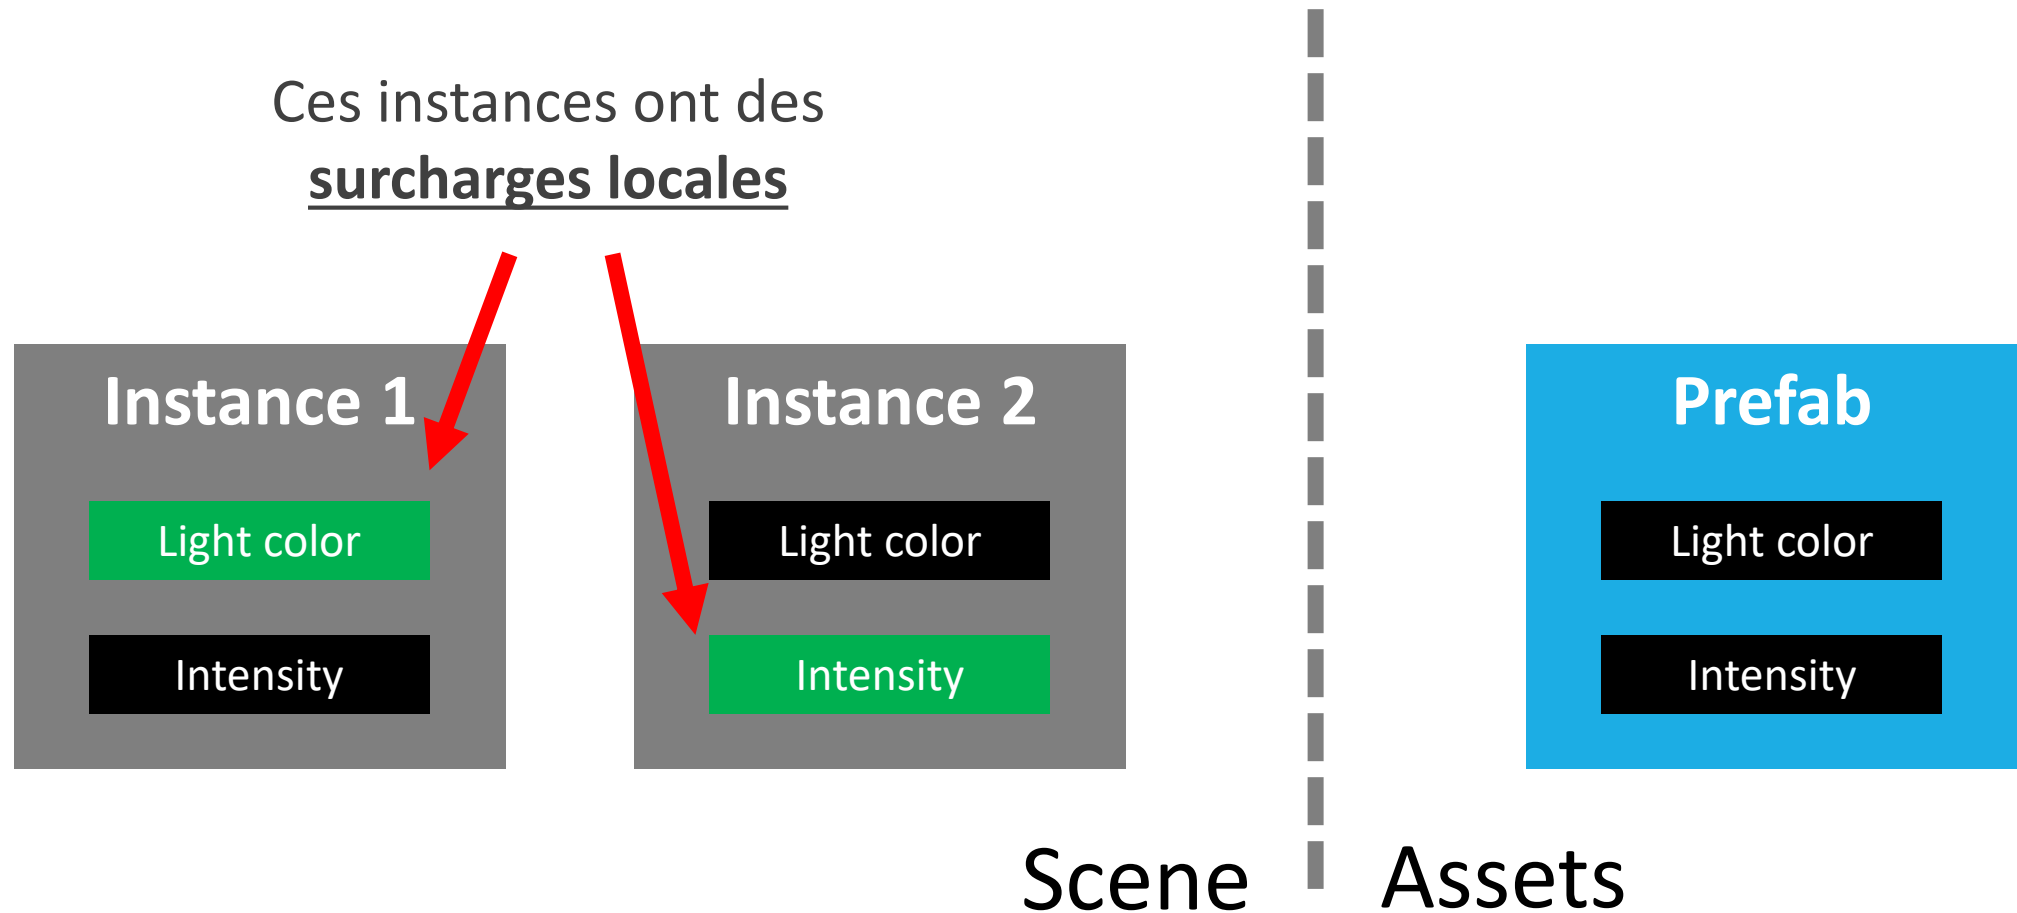 Ces instances ont des
surcharges locales
Instance 1
Light color
Intensity
Instance 2
Light color
Intensity
Prefab
Light color
Intensity
Scene
Assets